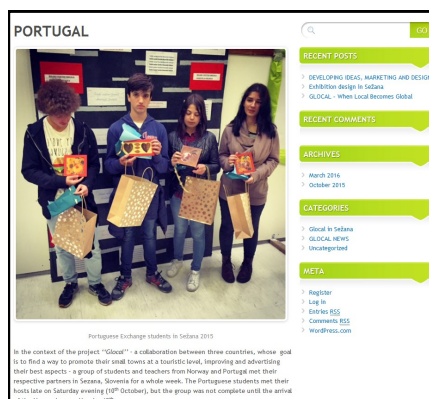 PORTUGAL
Portuguese Exchange students in Sežana 2015
In the context of the project ''Glocal'' - a collaboration between three countries, whose goal
is to find a way to promote their small towns at a touristic level, improving and advertising
their best aspects - a group of students and teachers from Norway and Portugal met their
respective partners in Sezana, Slovenia for a whole week. The Portuguese students met their
hosts late on Saturday evening (10th October), but the group was not complete until the arrival
GO
RECENT POSTS
DEVELOPING IDEAS, MARKETING AND DESIGN
Exhibition design in Sežana
GLOCAL - When Local Becomes Global
RECENT COMMENTS
ARCHIVES
March 2016
October 2015
CATEGORIES
Glocal in Sežana
GLOCAL NEWS
Uncategorized
META
Register
Log in
Entries RSS
Comments RSS
WordPress.com